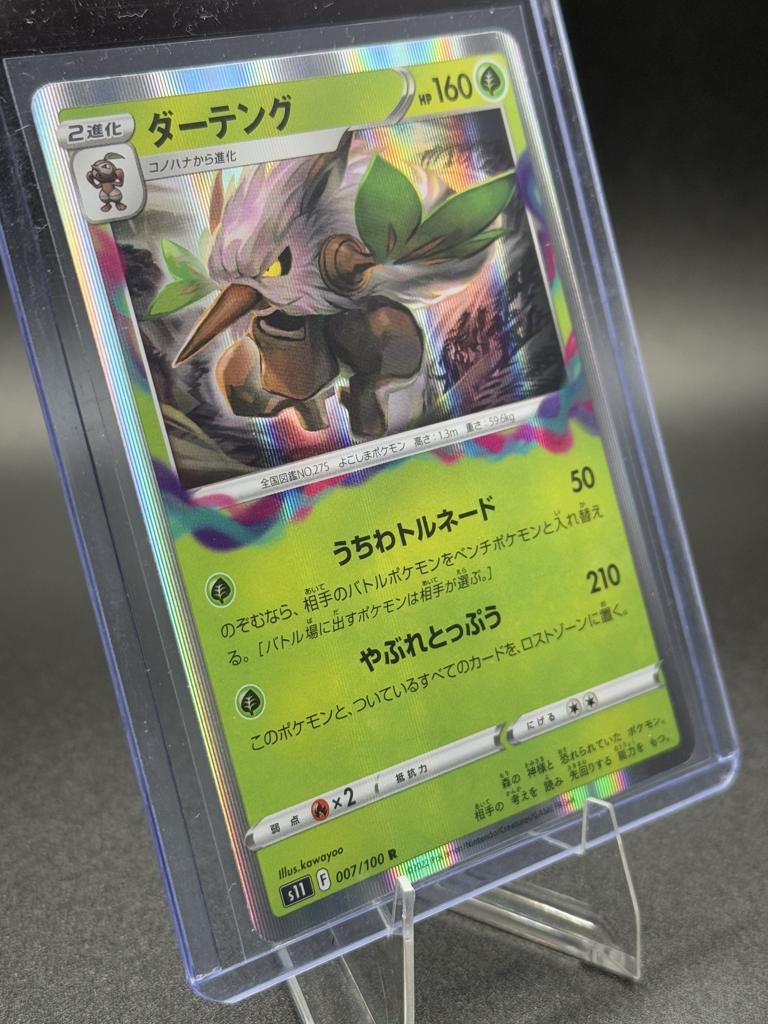 2進化
ダーテング
HP 160
コノハナから進化
全国図鑑NO.275 よこしまポケモン 高さ:1.3m 重さ:59.6kg
うちわトルネード 50
のぞむなら、相手のバトルポケモンをベンチポケモンと入れ替え
る。[バトル場に出すポケモンは相手が選ぶ。]
やぶれとっぷう 210
このポケモンと、ついているすべてのカードを、ロストゾーンに置く。
弱点 ×2 抵抗力 にげる
森の神様と恐れられていたポケモン。
相手の考えを読み先回りする能力をもつ。
Illus.kawayoo
s11 F 007/100 R
/Nintendo/Creatures/GAME